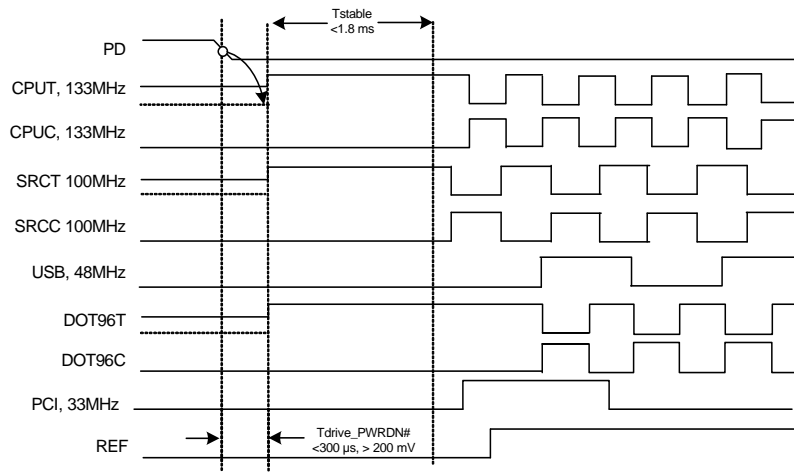 Tstable
<1.8 ms
PD
CPUT, 133MHz
CPUC, 133MHz
SRCT 100MHz
SRCC 100MHz
USB, 48MHz
DOT96T
DOT96C
PCI, 33MHz
Tdrive_PWRDN#
<300 µs, > 200 mV
REF